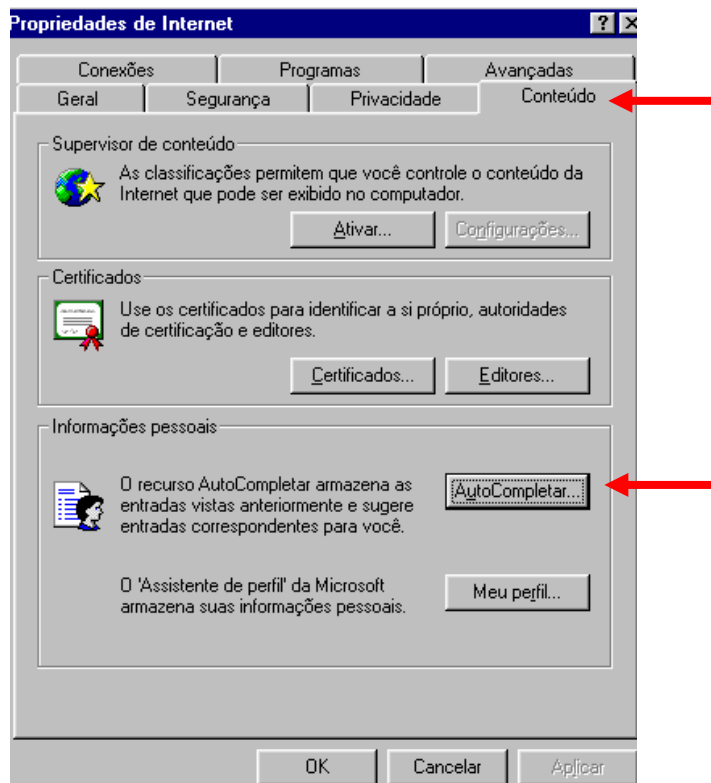 Propriedades de Internet
Conexões Programas Avançadas
Geral Segurança Privacidade Conteúdo
Supervisor de conteúdo
As classificações permitem que você controle o conteúdo da
Internet que pode ser exibido no computador.
Ativar... Configurações...
Certificados
Use os certificados para identificar a si próprio, autoridades
de certificação e editores.
Certificados... Editores...
Informações pessoais
O recurso AutoCompletar armazena as
entradas vistas anteriormente e sugere
entradas correspondentes para você.
AutoCompletar...
O 'Assistente de perfil' da Microsoft
armazena suas informações pessoais.
Meu perfil...
OK Cancelar Aplicar